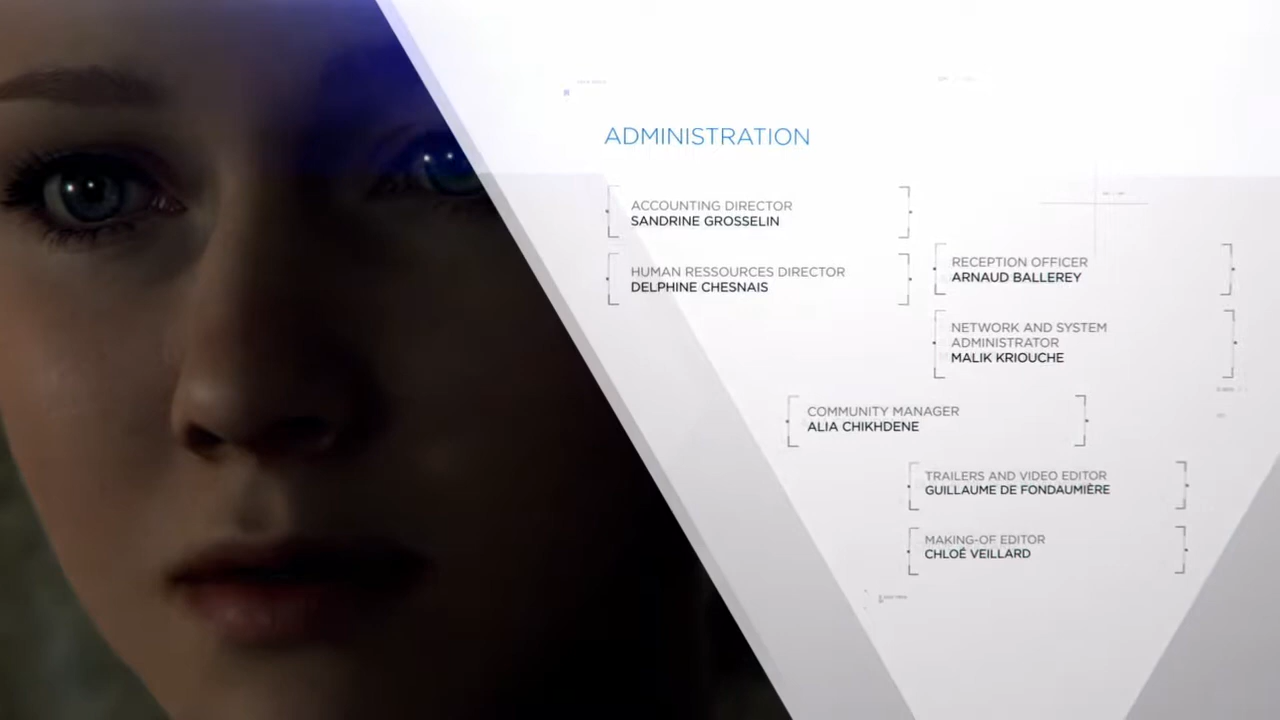 ADMINISTRATION
ACCOUNTING DIRECTOR
SANDRINE GROSSELIN
HUMAN RESSOURCES DIRECTOR
DELPHINE CHESNAIS
RECEPTION OFFICER
ARNAUD BALLEREY
NETWORK AND SYSTEM
ADMINISTRATOR
MALIK KRIOUCHE
COMMUNITY MANAGER
ALIA CHIKHDENE
TRAILERS AND VIDEO EDITOR
GUILLAUME DE FONDAUMIÈRE
MAKING-OF EDITOR
CHLOÉ VEILLARD